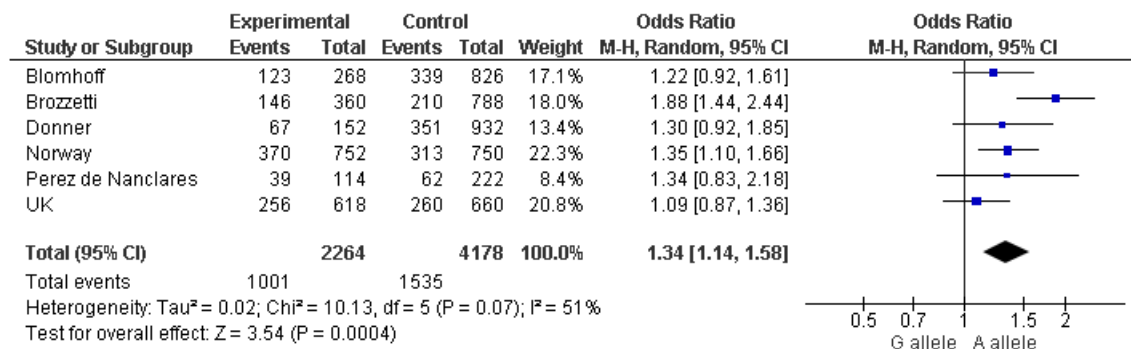 Experimental Control Odds Ratio Odds Ratio
Study or Subgroup Events Total Events Total Weight M-H, Random, 95% CI M-H, Random, 95% CI
Blomhoff 123 268 339 826 17.1% 1.22 [0.92, 1.61]
Brozzetti 146 360 210 788 18.0% 1.88 [1.44, 2.44]
Donner 67 152 351 932 13.4% 1.30 [0.92, 1.85]
Norway 370 752 313 750 22.3% 1.35 [1.10, 1.66]
Perez de Nanclares 39 114 62 222 8.4% 1.34 [0.83, 2.18]
UK 256 618 260 660 20.8% 1.09 [0.87, 1.36]
Total (95% CI) 2264 4178 100.0% 1.34 [1.14, 1.58]
Total events 1001 1535
Heterogeneity: Tau² = 0.02; Chi² = 10.13, df = 5 (P = 0.07); I² = 51%
Test for overall effect: Z = 3.54 (P = 0.0004)
0.5 0.7 1 1.5 2
G allele A allele